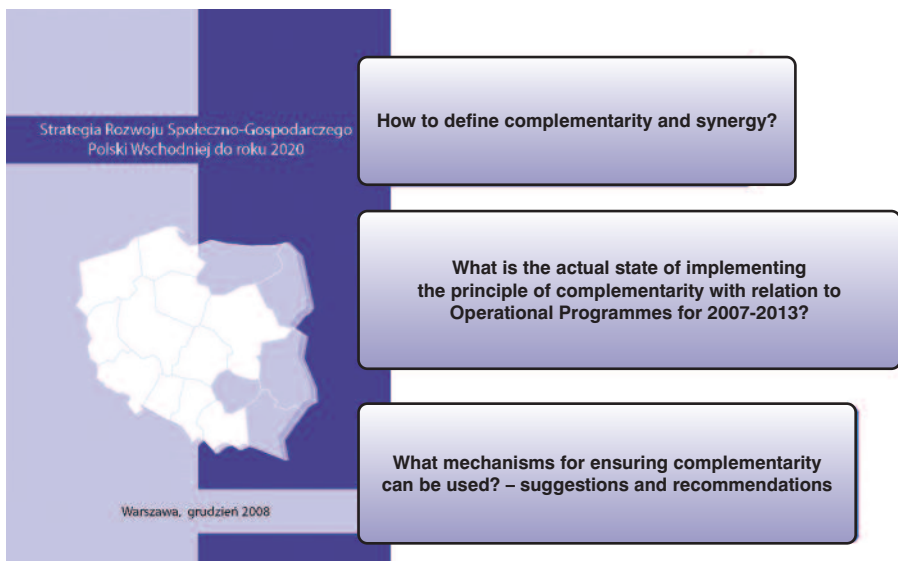 Strategia Rozwoju Społeczno-Gospodarczego
Polski Wschodniej do roku 2020
Warszawa, grudzień 2008
How to define complementarity and synergy?
What is the actual state of implementing
the principle of complementarity with relation to
Operational Programmes for 2007-2013?
What mechanisms for ensuring complementarity
can be used? – suggestions and recommendations